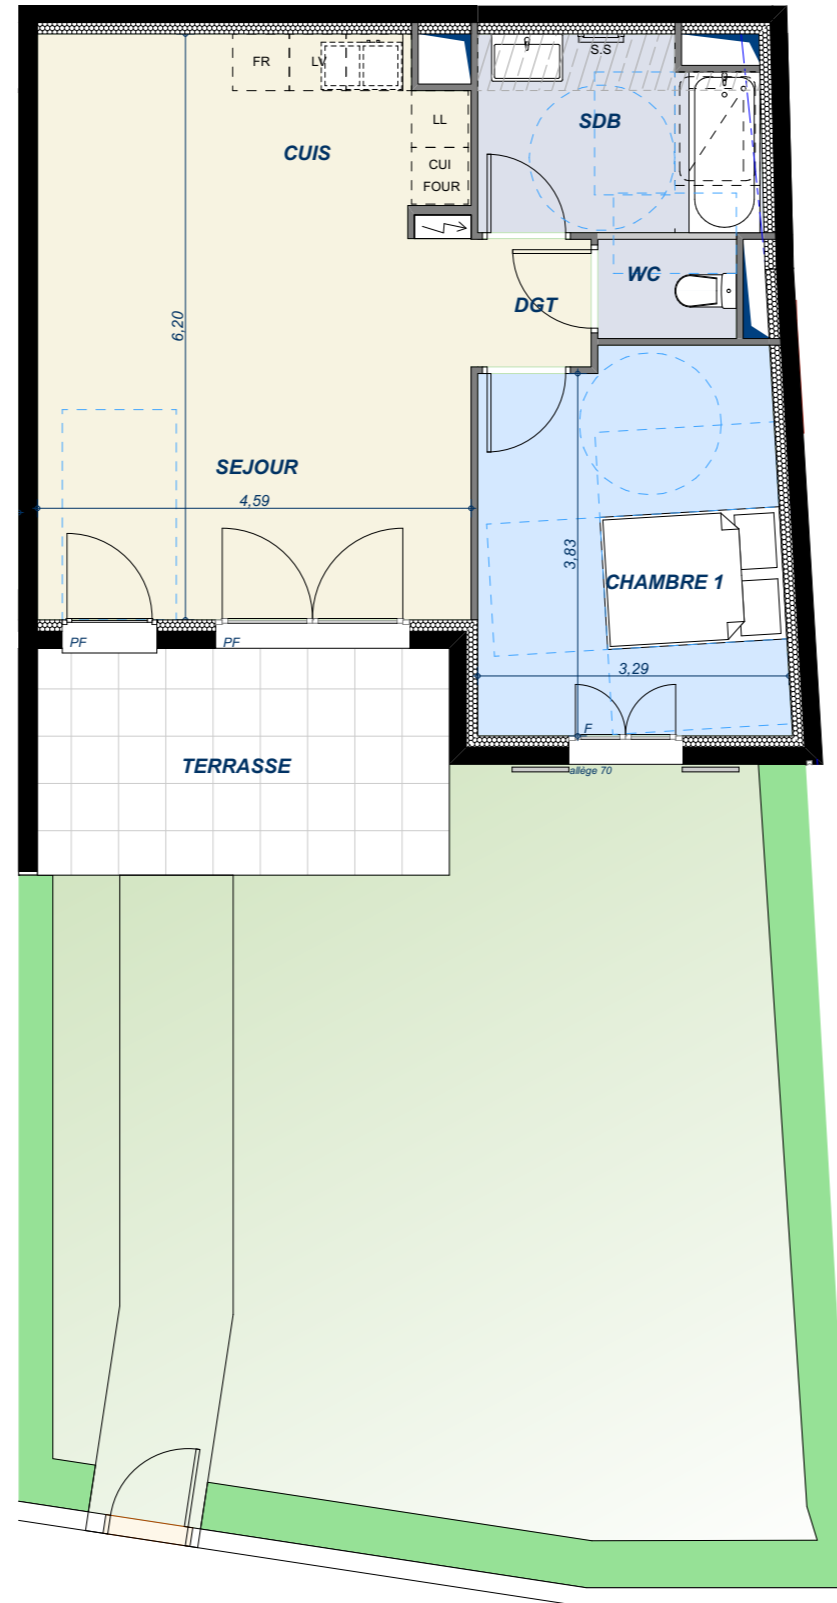 FR
LV
S.S
LL
SDB
CUIS
CUI
FOUR
WC
DGT
6,20
SEJOUR
4,59
3,83
CHAMBRE 1
PF
PF
3,29
F
TERRASSE
allège 70